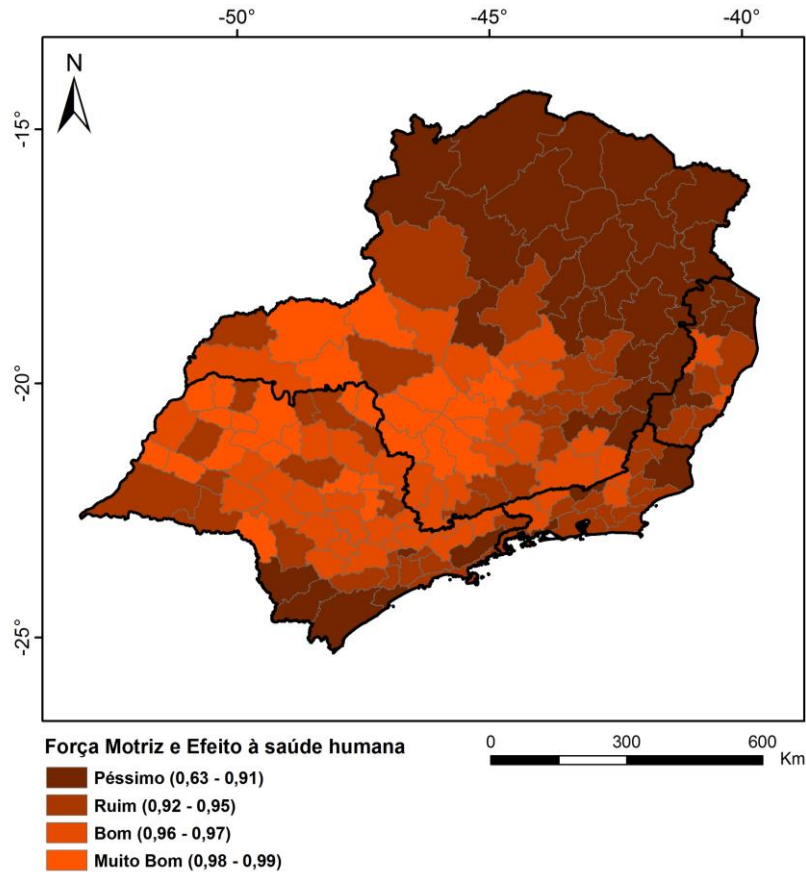 -50°
-45°
-40°
N
-15°
-20°
-25°
Força Motriz e Efeito à saúde humana
0 300 600
Km
Péssimo (0,63 - 0,91)
Ruim (0,92 - 0,95)
Bom (0,96 - 0,97)
Muito Bom (0,98 - 0,99)